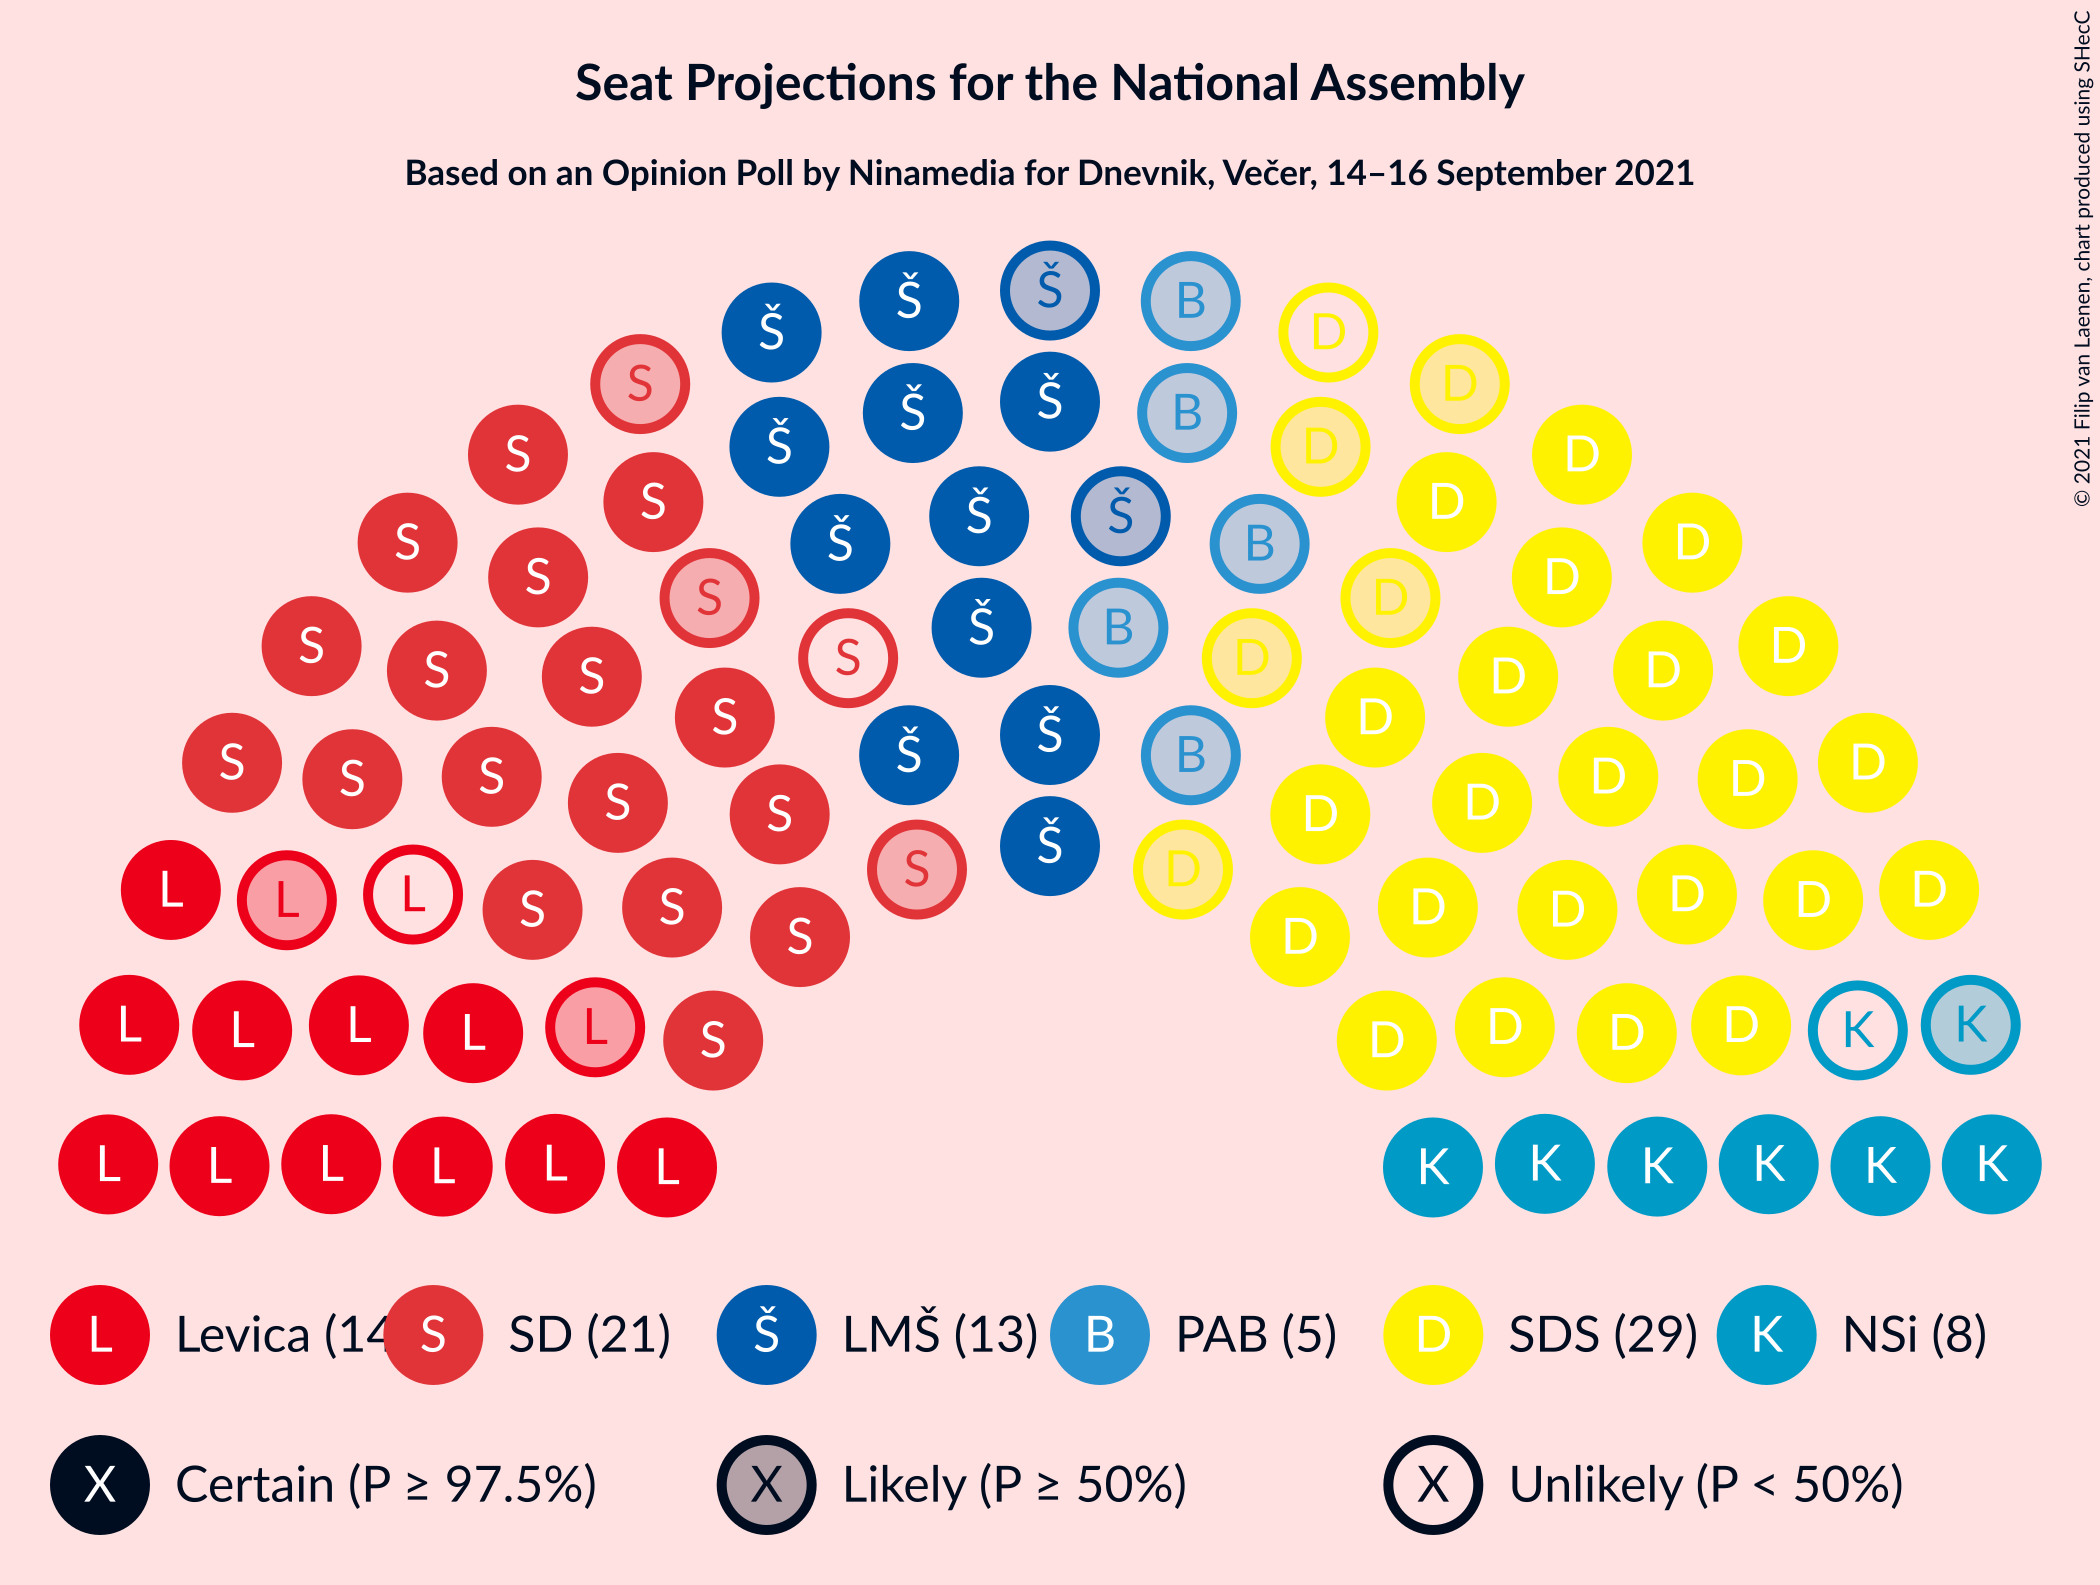 Seat Projections for the National Assembly
Based on an Opinion Poll by Ninamedia for Dnevnik, Večer, 14–16 September 2021
© 2021 Filip van Laenen, chart produced using SHecC
Š Š Š B D
S Š Š Š B D D
S S Š Š Š B D D
S S S S Š B D D D D
S S S S S Š Š B D D D D D
S S S S S S Š D D D D D D
L L L S S S D D D D D D
L L L L L S D D D D K K
L L L L L L K K K K K K
L Levica (14 S SD (21) Š LMŠ (13) B PAB (5) D SDS (29) K NSi (8)
X Certain (P ≥ 97.5%) X Likely (P ≥ 50%) X Unlikely (P < 50%)